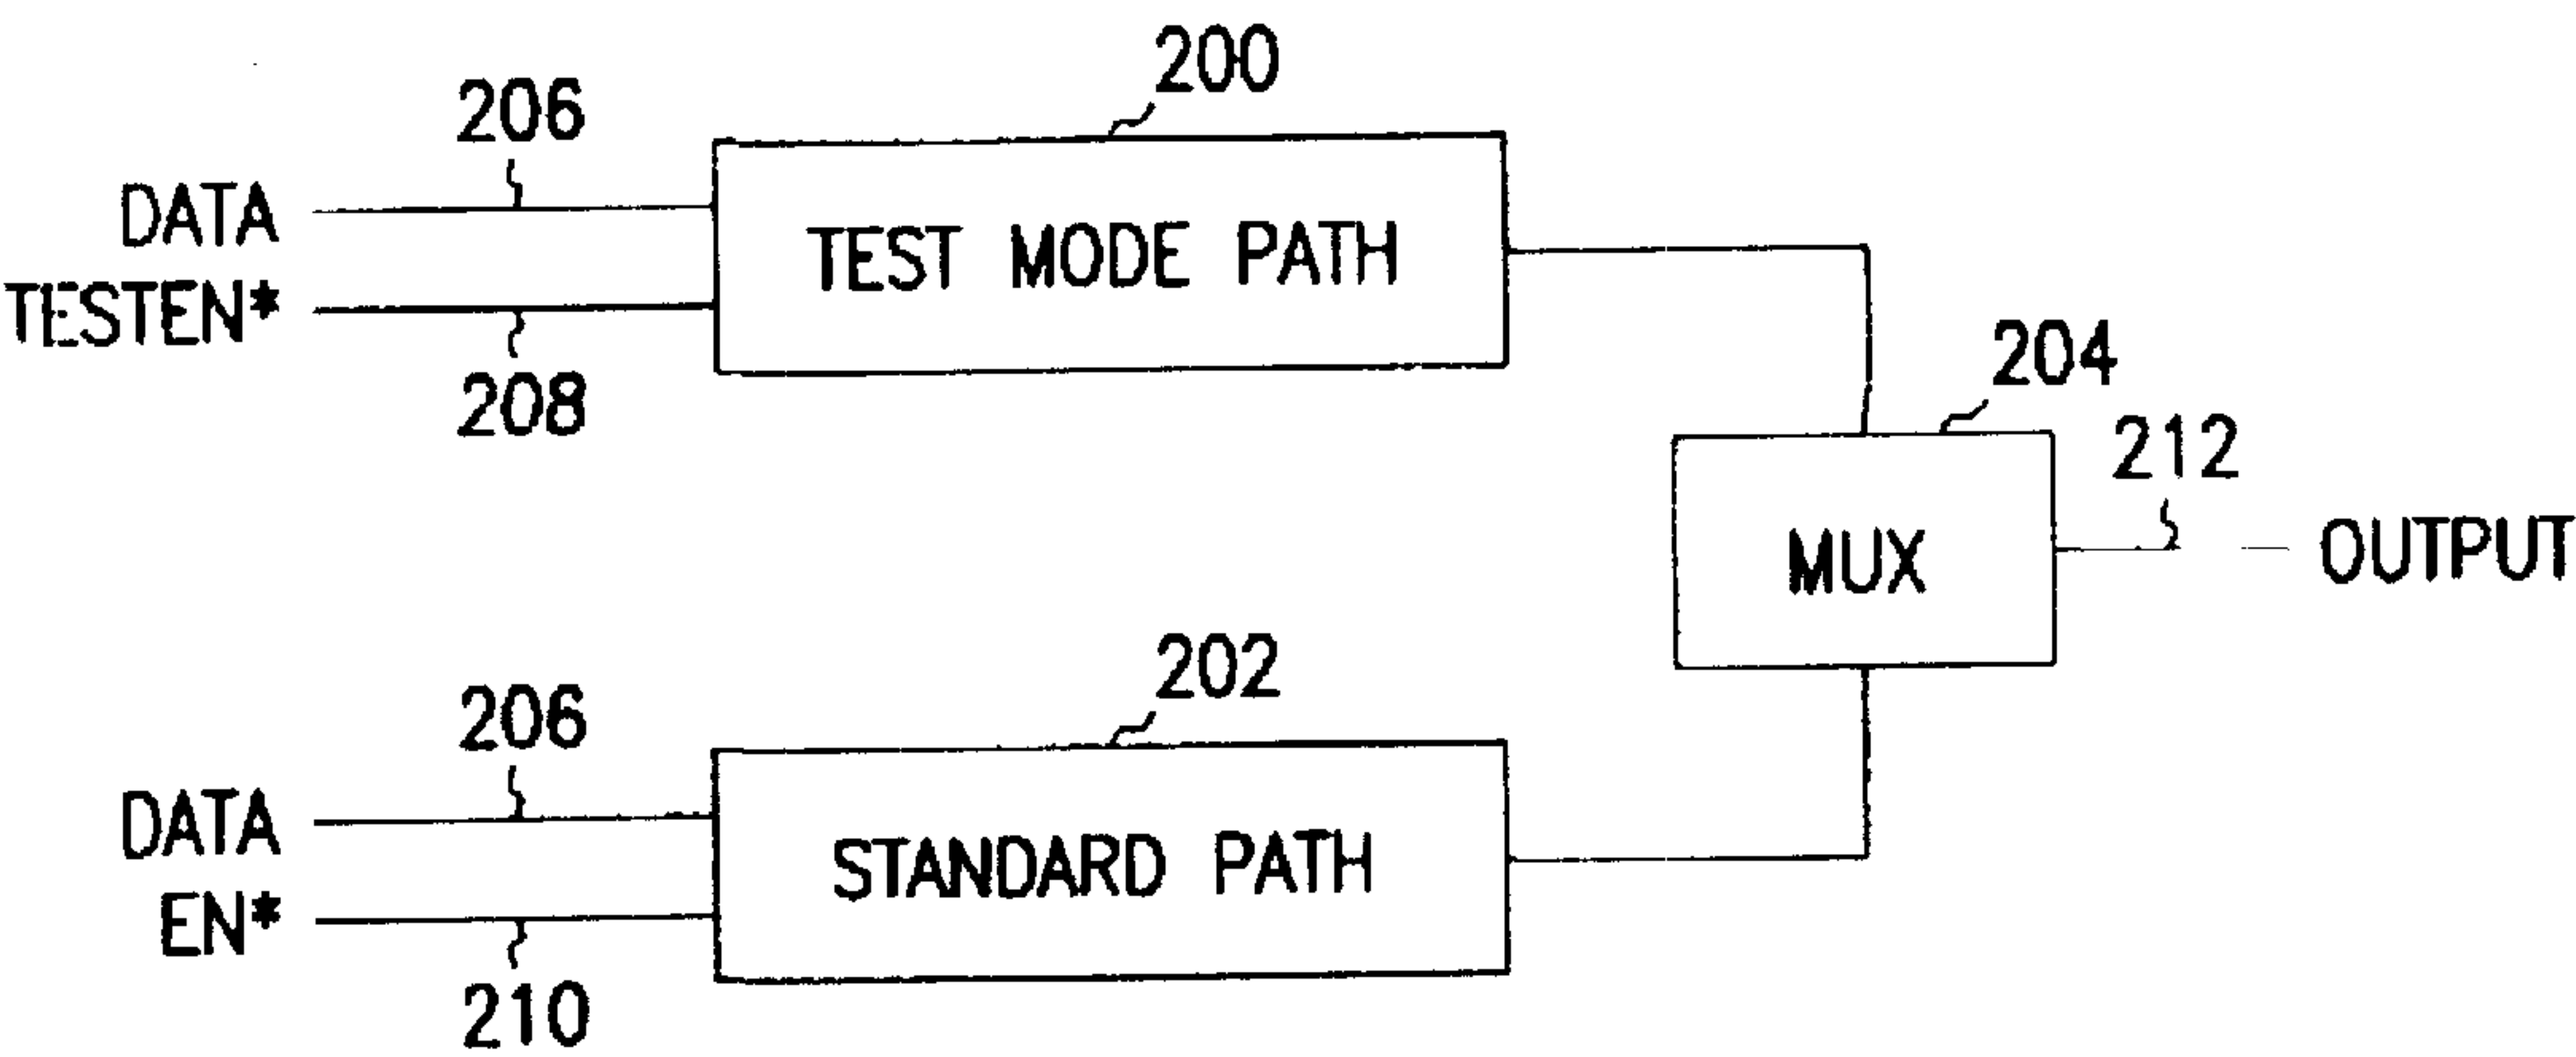 200
206
DATA
TEST MODE PATH
TESTEN*
208
204
212
MUX
OUTPUT
202
206
DATA
STANDARD PATH
EN*
210